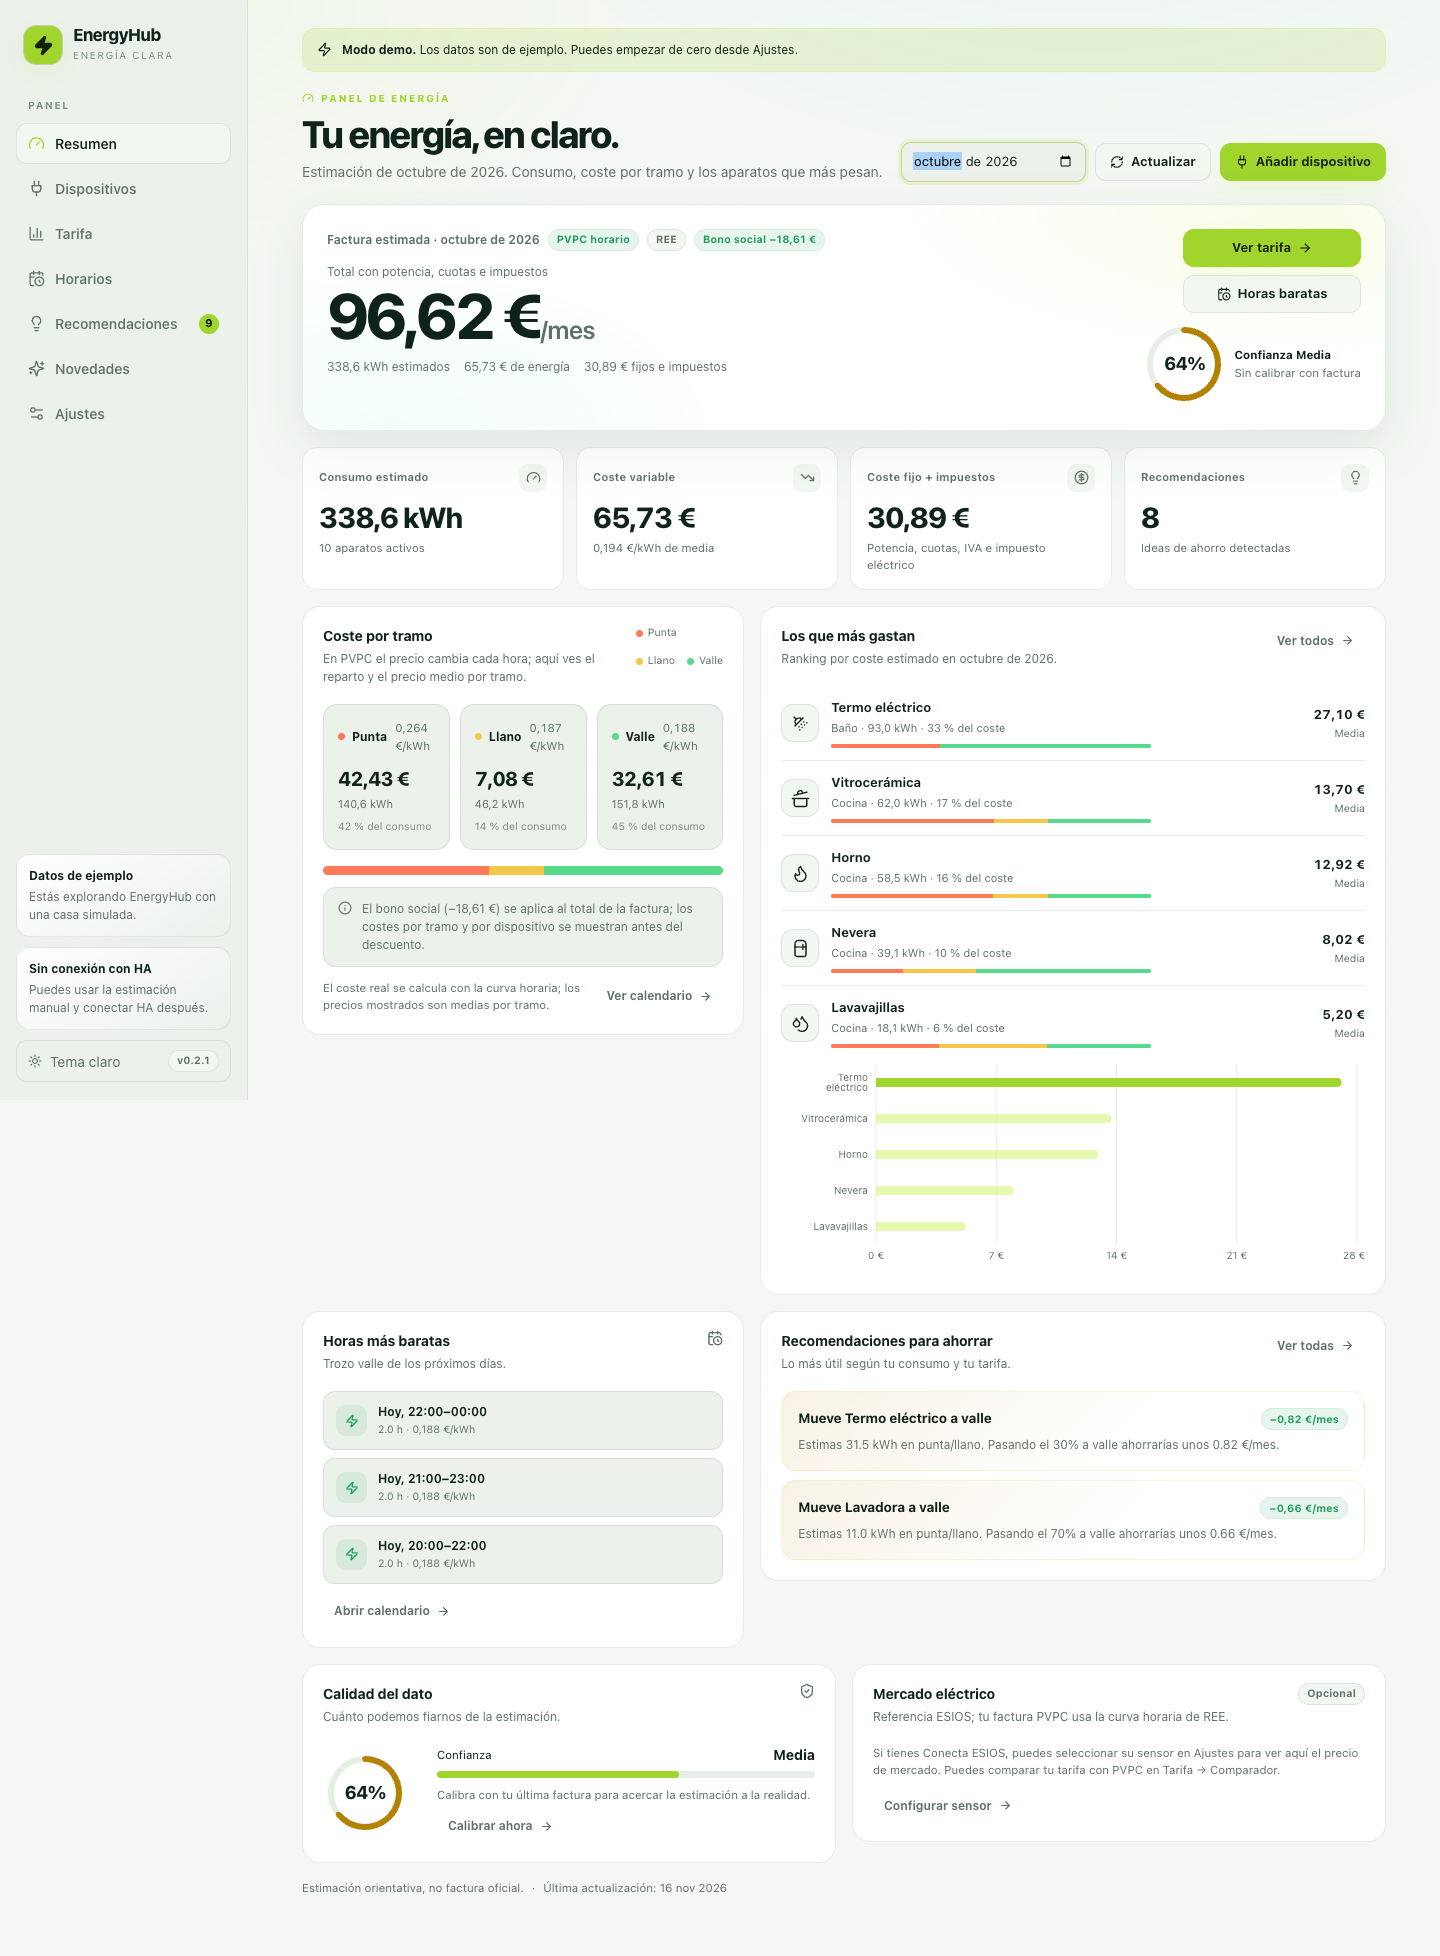 EnergyHub
ENERGÍA CLARA
PANEL
Resumen
Dispositivos
Tarifa
Horarios
Recomendaciones 9
Novedades
Ajustes
Datos de ejemplo
Estás explorando EnergyHub con
una casa simulada.
Sin conexión con HA
Puedes usar la estimación
manual y conectar HA después.
Tema claro v0.2.1
Modo demo. Los datos son de ejemplo. Puedes empezar de cero desde Ajustes.
PANEL DE ENERGÍA
Tu energía, en claro.
Estimación de octubre de 2026. Consumo, coste por tramo y los aparatos que más pesan.
octubre de 2026
Actualizar
Añadir dispositivo
Factura estimada · octubre de 2026 PVPC horario REE Bono social −18,61 €
Total con potencia, cuotas e impuestos
96,62 €/mes
338,6 kWh estimados 65,73 € de energía 30,89 € fijos e impuestos
Ver tarifa →
Horas baratas
64%
Confianza Media
Sin calibrar con factura
Consumo estimado
338,6 kWh
10 aparatos activos
Coste variable
65,73 €
0,194 €/kWh de media
Coste fijo + impuestos
30,89 €
Potencia, cuotas, IVA e impuesto
eléctrico
Recomendaciones
8
Ideas de ahorro detectadas
Coste por tramo
En PVPC el precio cambia cada hora; aquí ves el
reparto y el precio medio por tramo.
Punta
Llano Valle
Punta 0,264
€/kWh
42,43 €
140,6 kWh
42 % del consumo
Llano 0,187
€/kWh
7,08 €
46,2 kWh
14 % del consumo
Valle 0,188
€/kWh
32,61 €
151,8 kWh
45 % del consumo
El bono social (−18,61 €) se aplica al total de la factura; los
costes por tramo y por dispositivo se muestran antes del
descuento.
El coste real se calcula con la curva horaria; los
precios mostrados son medias por tramo.
Ver calendario →
Los que más gastan
Ranking por coste estimado en octubre de 2026.
Ver todos →
Termo eléctrico
Baño · 93,0 kWh · 33 % del coste
27,10 €
Media
Vitrocerámica
Cocina · 62,0 kWh · 17 % del coste
13,70 €
Media
Horno
Cocina · 58,5 kWh · 16 % del coste
12,92 €
Media
Nevera
Cocina · 39,1 kWh · 10 % del coste
8,02 €
Media
Lavavajillas
Cocina · 18,1 kWh · 6 % del coste
5,20 €
Media
Termo
eléctrico
Vitrocerámica
Horno
Nevera
Lavavajillas
0 € 7 € 14 € 21 € 28 €
Horas más baratas
Trozo valle de los próximos días.
Hoy, 22:00–00:00
2.0 h · 0,188 €/kWh
Hoy, 21:00–23:00
2.0 h · 0,188 €/kWh
Hoy, 20:00–22:00
2.0 h · 0,188 €/kWh
Abrir calendario →
Recomendaciones para ahorrar
Lo más útil según tu consumo y tu tarifa.
Ver todas →
Mueve Termo eléctrico a valle
−0,82 €/mes
Estimas 31.5 kWh en punta/llano. Pasando el 30% a valle ahorrarías unos 0.82 €/mes.
Mueve Lavadora a valle
−0,66 €/mes
Estimas 11.0 kWh en punta/llano. Pasando el 70% a valle ahorrarías unos 0.66 €/mes.
Calidad del dato
Cuánto podemos fiarnos de la estimación.
64%
Confianza Media
Calibra con tu última factura para acercar la estimación a la realidad.
Calibrar ahora →
Mercado eléctrico
Opcional
Referencia ESIOS; tu factura PVPC usa la curva horaria de REE.
Si tienes Conecta ESIOS, puedes seleccionar su sensor en Ajustes para ver aquí el precio
de mercado. Puedes comparar tu tarifa con PVPC en Tarifa → Comparador.
Configurar sensor →
Estimación orientativa, no factura oficial. · Última actualización: 16 nov 2026